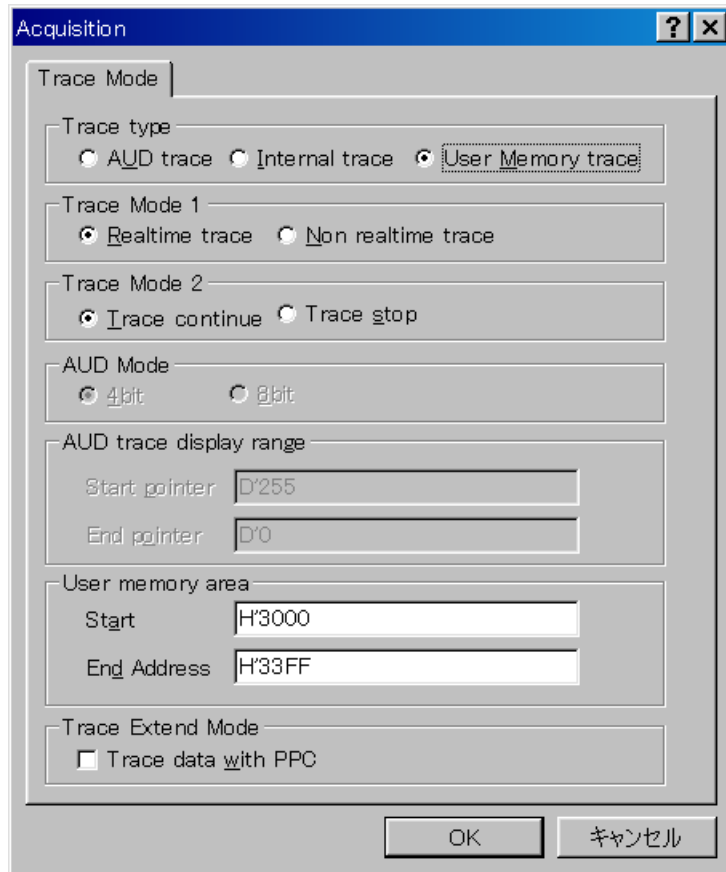 Acquisition
Trace Mode
Trace type
AUD trace Internal trace User Memory trace
Trace Mode 1
Realtime trace Non realtime trace
Trace Mode 2
Trace continue Trace stop
AUD Mode
4bit 8bit
AUD trace display range
Start pointer D'255
End pointer D'0
User memory area
Start H'3000
End Address H'33FF
Trace Extend Mode
Trace data with PPC
OK キャンセル